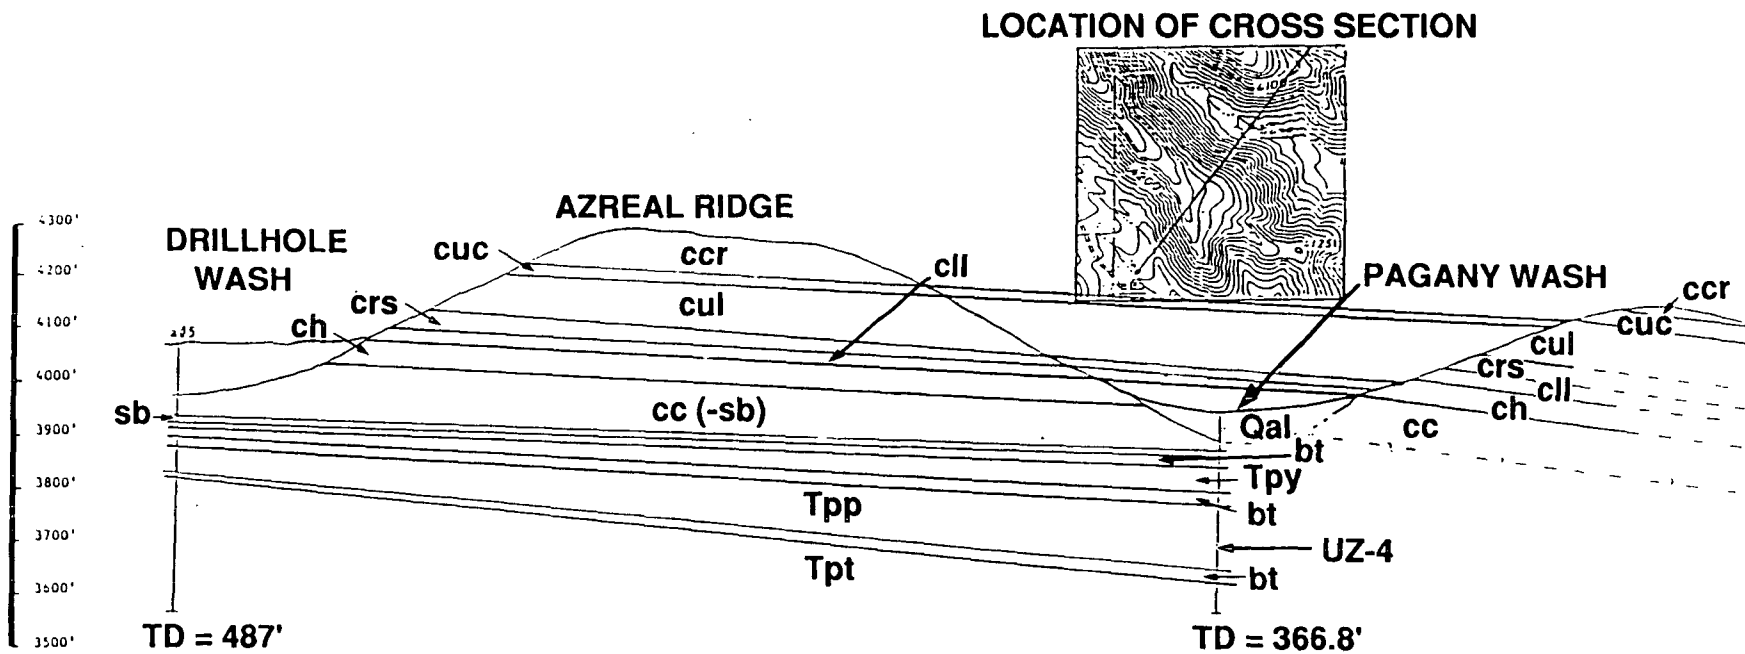 LOCATION OF CROSS SECTION
AZREAL RIDGE
4300'
DRILLHOLE
WASH
cuc
ccr
cll
PAGANY WASH
ccr
4200'
crs
cul
cuc
4100'
ch
cul
crs
4000'
cll
sb
cc (-sb)
Qal
cc
ch
3900'
bt
Tpy
3800'
Tpp
bt
3700'
UZ-4
Tpt
bt
3600'
3500'
TD = 487'
TD = 366.8'